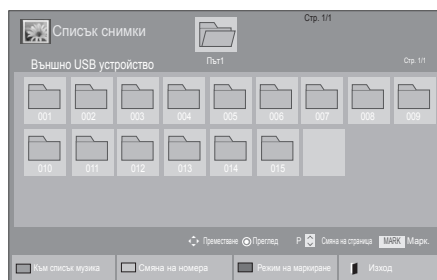 Списък снимки
Стр. 1/1
Външно USB устройство
Път1
Стр. 1/1
001 002 003 004 005 006 007 008 009
010 011 012 013 014 015
Преместване Преглед P Смяна на страница MARK Марк.
Към списък музика Смяна на номера Режим на маркиране Изход